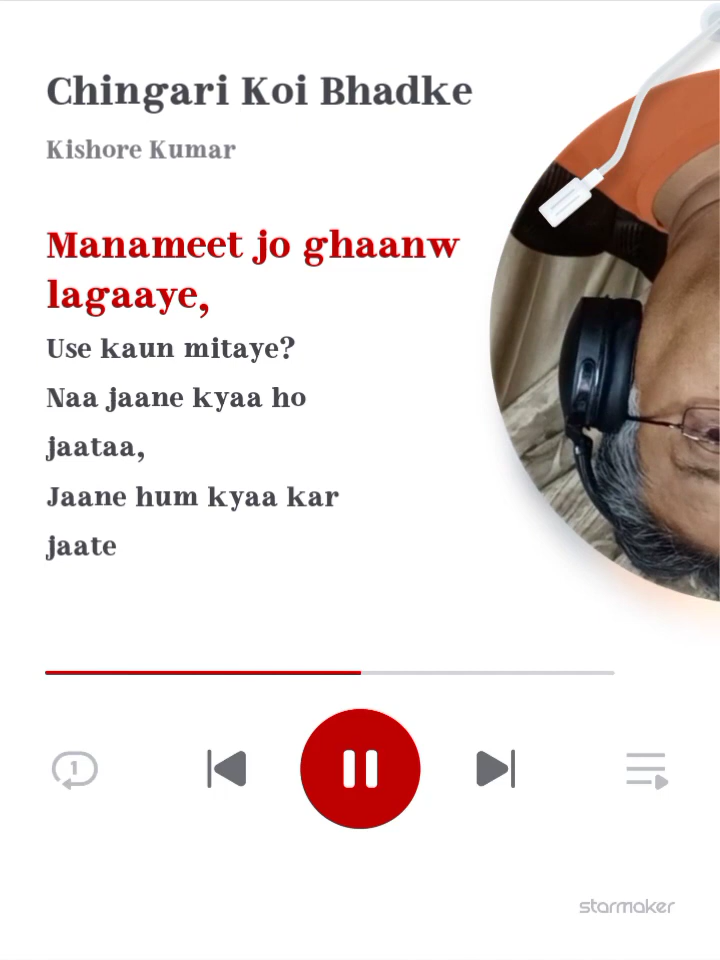 Chingari Koi Bhadke
Kishore Kumar
Manameet jo ghaanw
lagaaye,
Use kaun mitaye?
Naa jaane kyaa ho
jaataa,
Jaane hum kyaa kar
jaate
1
starmaker